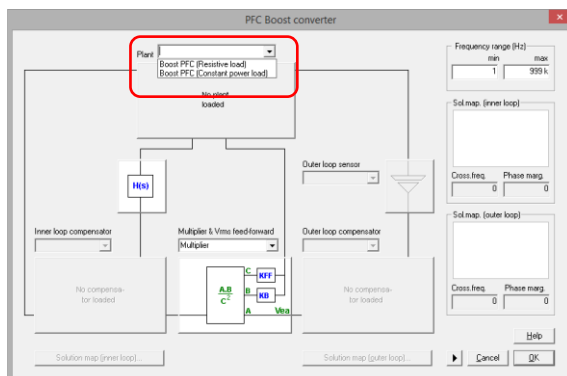 PFC Boost converter
Plant
Boost PFC (Resistive load)
Boost PFC (Constant power load)
No plant
loaded
Frequency range (Hz)
min
max
1
999 k
Sol.map. (inner loop)
Cross.freq.
Phase marg.
0
0
H(s)
Outer loop sensor
Inner loop compensator
Multiplier & Vrms feed-forward
Multiplier
Outer loop compensator
Sol.map. (outer loop)
No compensa-
tor loaded
A.B
C²
C
KFF
B
KB
A
Vea
No compensa-
tor loaded
Cross.freq.
Phase marg.
0
0
Help
Solution map (inner loop)...
Solution map (outer loop)...
Cancel
OK